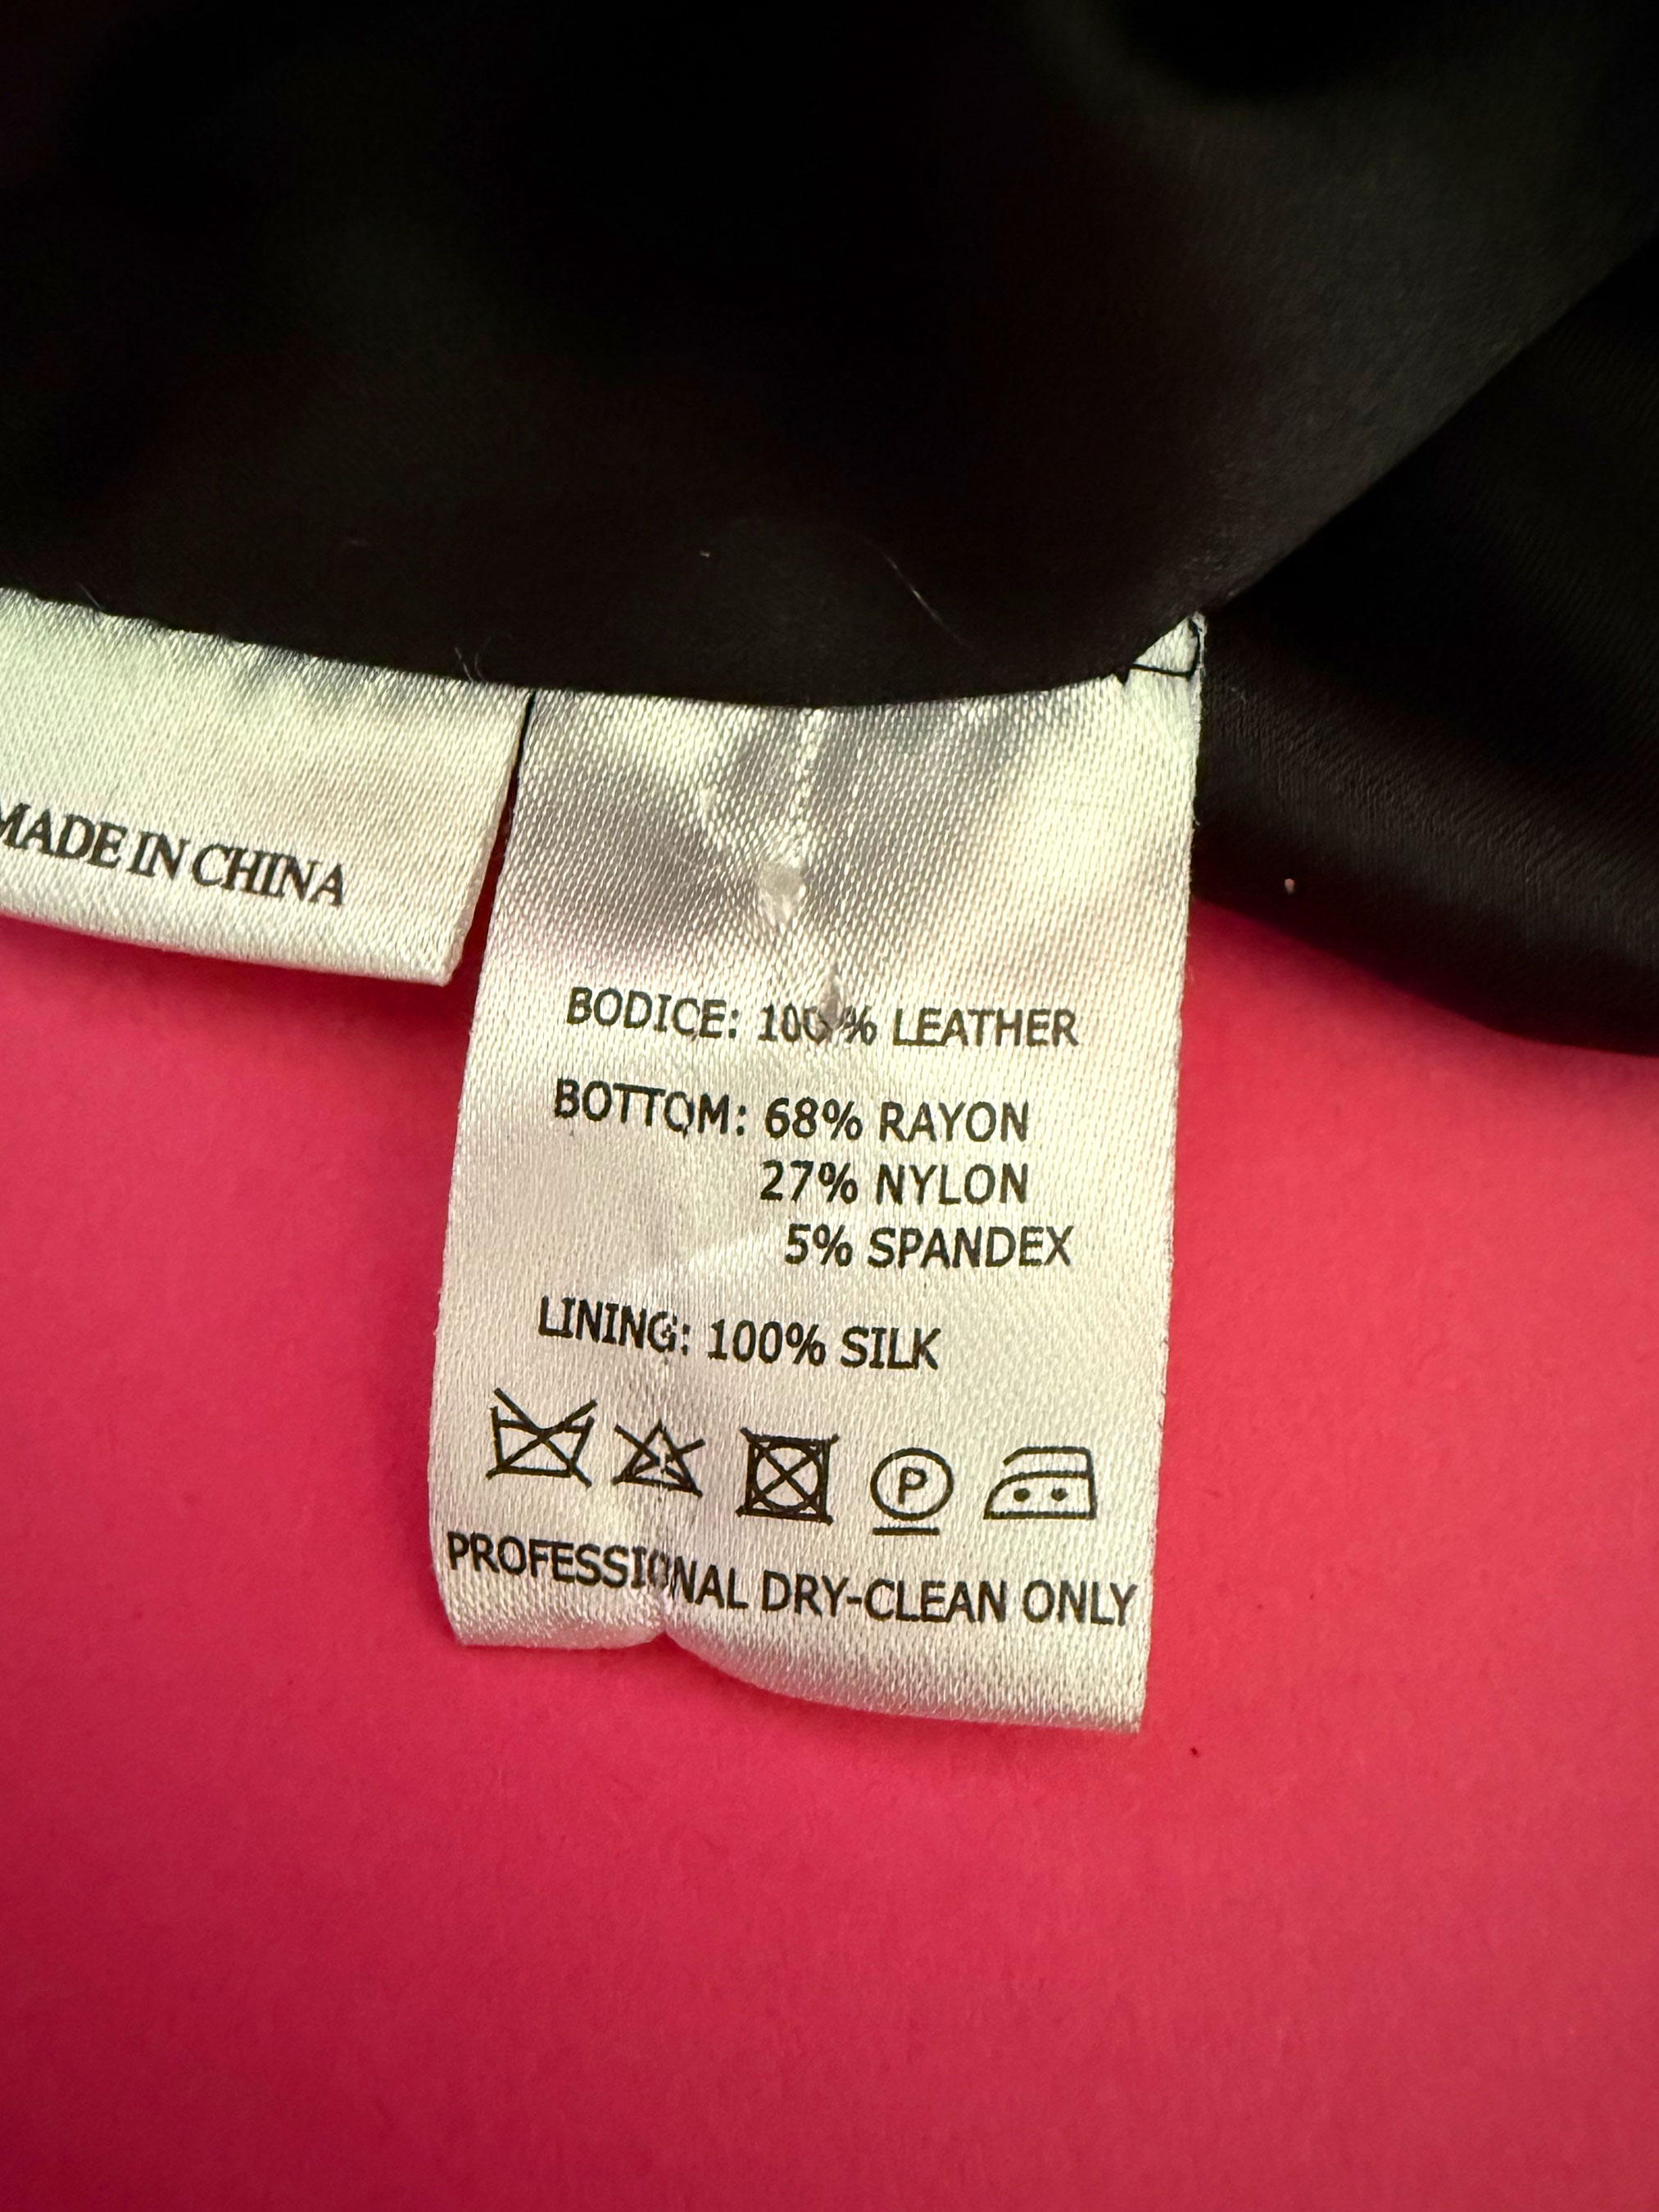 MADE IN CHINA
BODICE: 100% LEATHER
BOTTOM: 68% RAYON
27% NYLON
5% SPANDEX
LINING: 100% SILK
P
PROFESSIONAL DRY-CLEAN ONLY